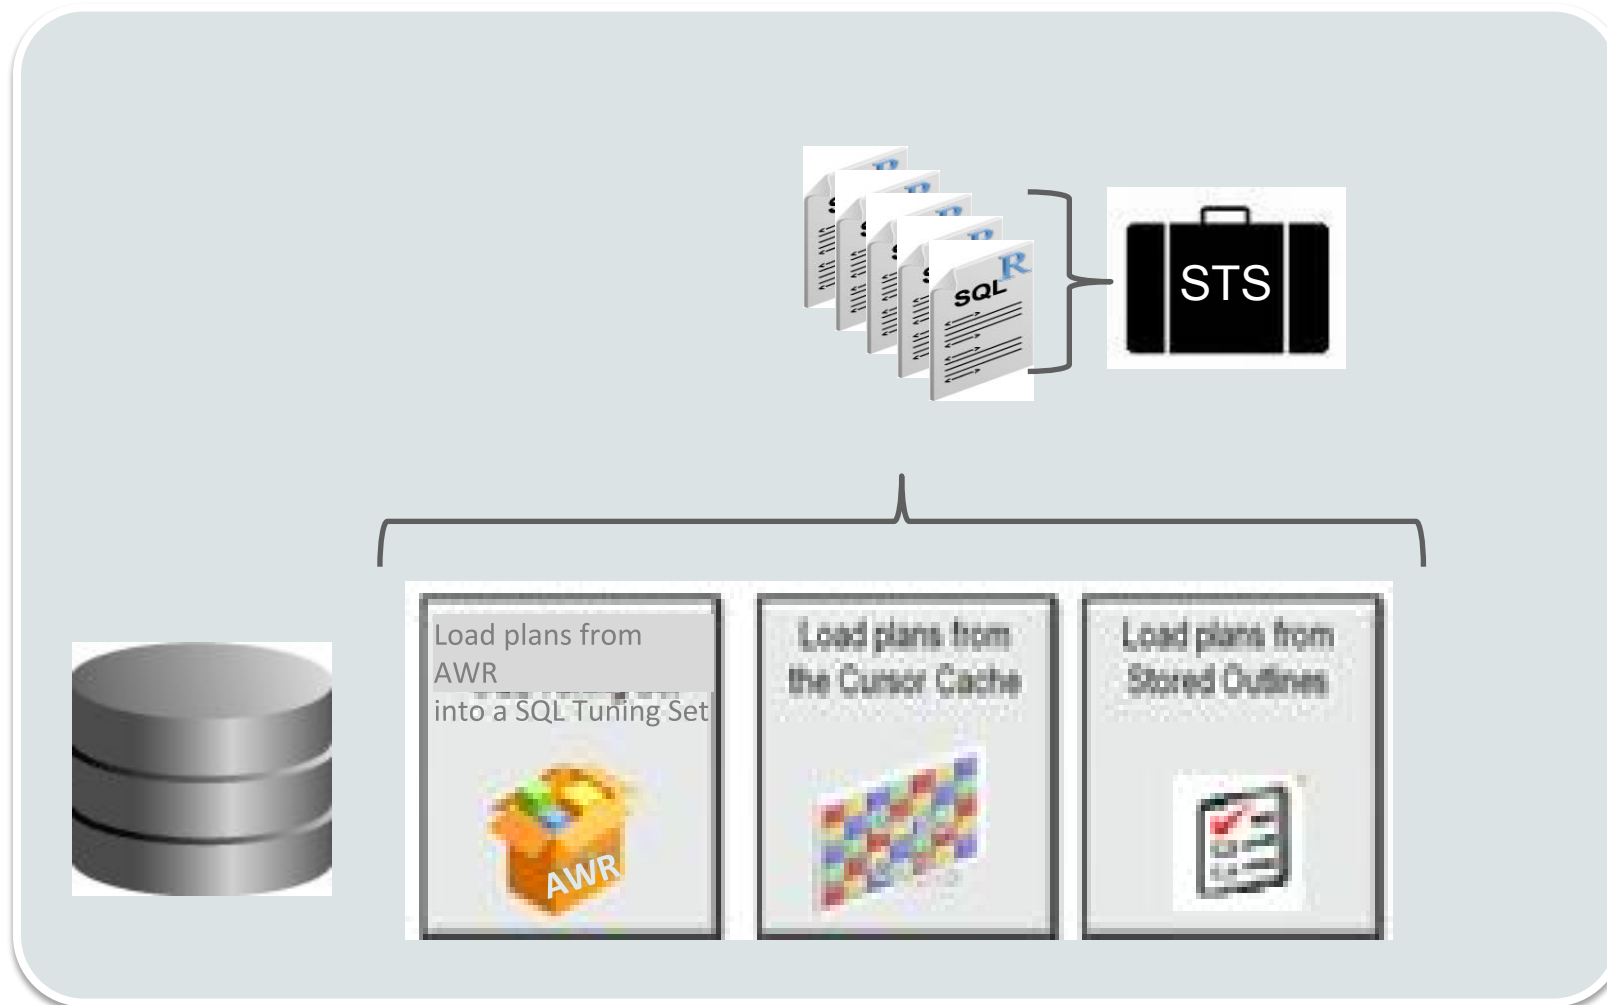 SQL
R
STS
Load plans from
AWR
into a SQL Tuning Set
AWR
Load plans from
the Cursor Cache
Load plans from
Stored Outlines